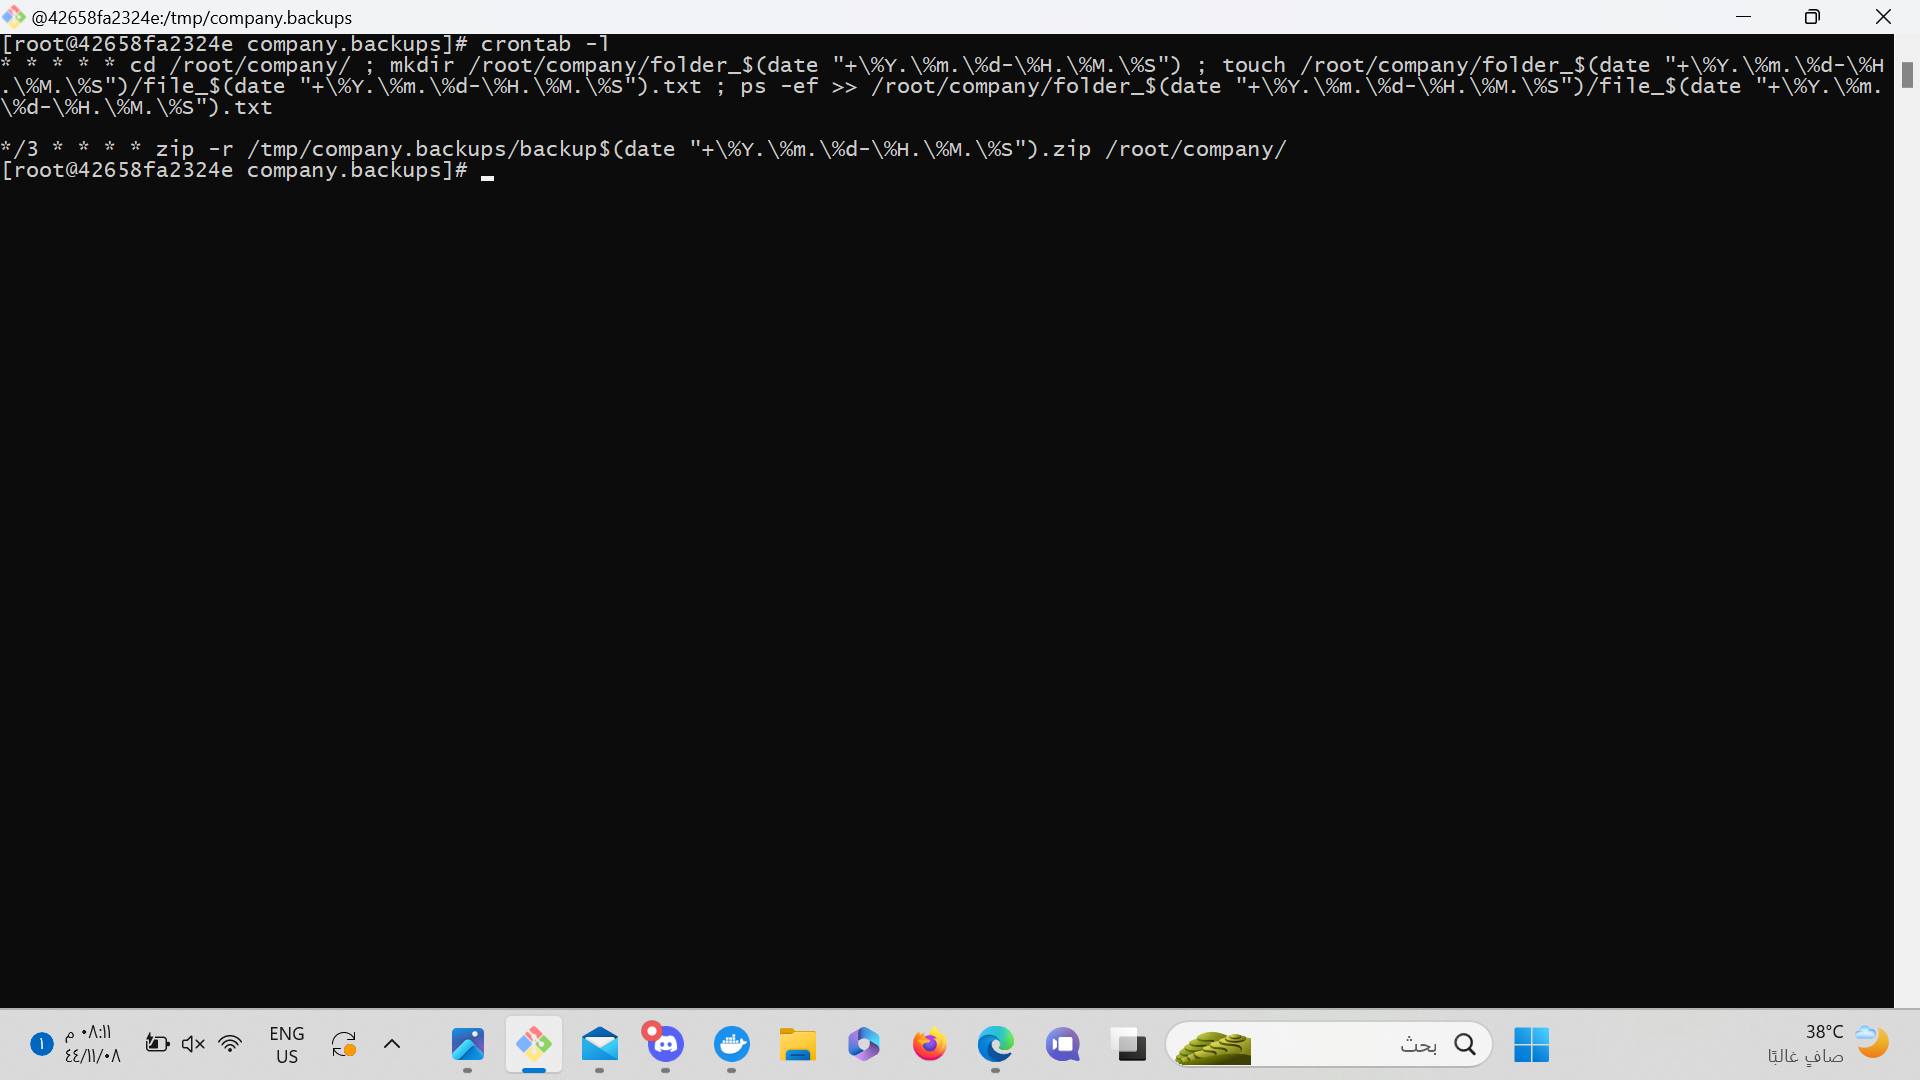 @42658fa2324e:/tmp/company.backups
[root@42658fa2324e company.backups]# crontab -l
* * * * * cd /root/company/ ; mkdir /root/company/folder_$(date "+\%Y.\%m.\%d-\%H.\%M.\%S") ; touch /root/company/folder_$(date "+\%Y.\%m.\%d-\%H
.\%M.\%S")/file_$(date "+\%Y.\%m.\%d-\%H.\%M.\%S").txt ; ps -ef >> /root/company/folder_$(date "+\%Y.\%m.\%d-\%H.\%M.\%S")/file_$(date "+\%Y.\%m.
\%d-\%H.\%M.\%S").txt
*/3 * * * * zip -r /tmp/company.backups/backup$(date "+\%Y.\%m.\%d-\%H.\%M.\%S").zip /root/company/
[root@42658fa2324e company.backups]#
١
٠٨:١١ م
٤٤/١١/٠٨
ENG
US
بحث
38°C
صافٍ غالبًا